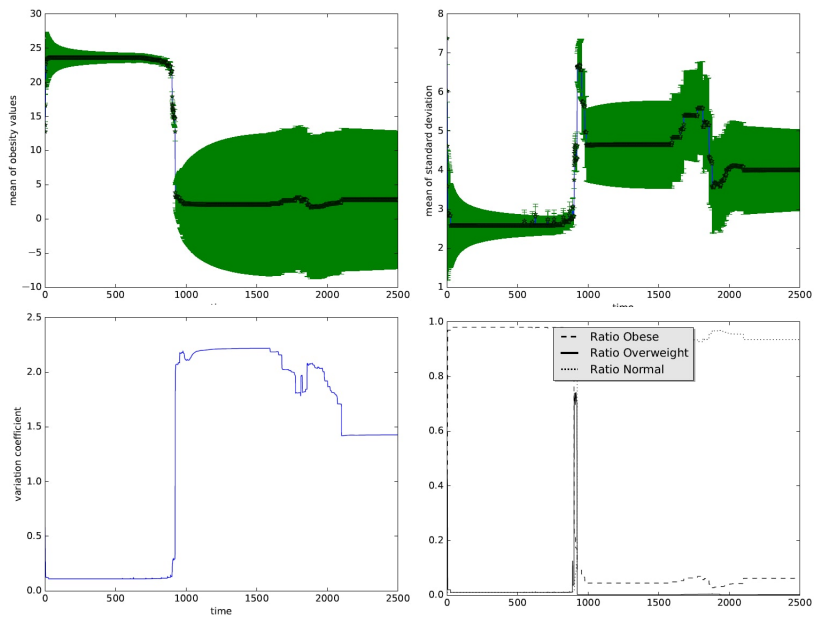 30
25
20
15
10
5
0
−5
−10
mean of obesity values
0 500 1000 1500 2000 2500
8
7
6
5
4
3
2
1
mean of standard deviation
0 500 1000 1500 2000 2500
time
2.5
2.0
1.5
1.0
0.5
0.0
variation coefficient
0 500 1000 1500 2000 2500
time
1.0
0.8
0.6
0.4
0.2
0.0
Ratio Obese
Ratio Overweight
Ratio Normal
0 500 1000 1500 2000 2500